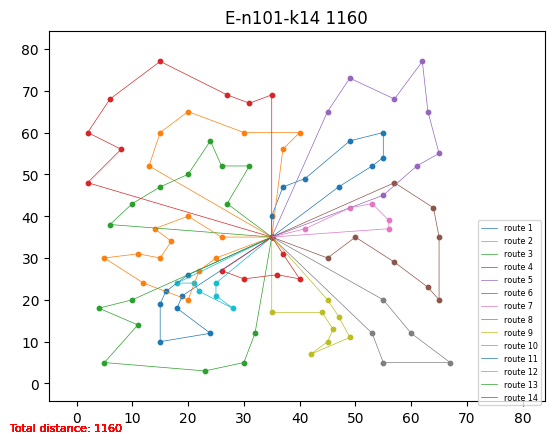 E-n101-k14 1160
80
70
60
50
40
30
20
10
0
route 1
route 2
route 3
route 4
route 5
route 6
route 7
route 8
route 9
route 10
route 11
route 12
route 13
route 14
0 10 20 30 40 50 60 70 80
Total distance: 1160